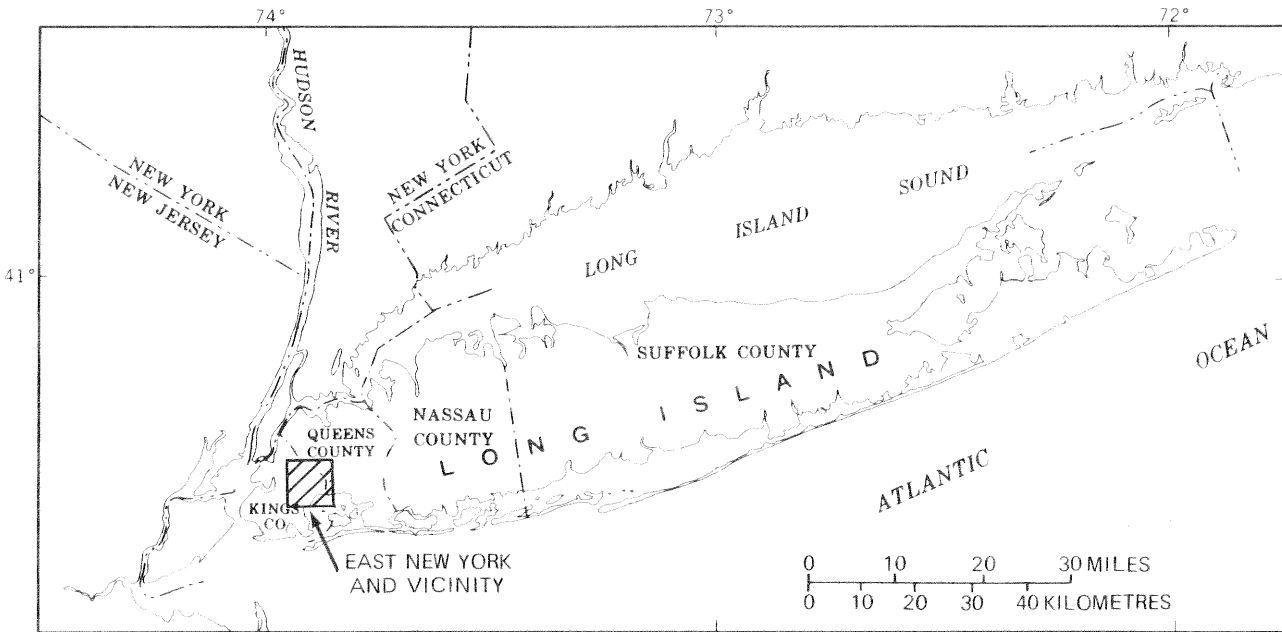 74°
73°
72°
HUDSON
RIVER
NEW YORK
NEW JERSEY
NEW YORK
CONNECTICUT
LONG ISLAND SOUND
41°
SUFFOLK COUNTY
OCEAN
NASSAU
COUNTY
LONG ISLAND
QUEENS
COUNTY
ATLANTIC
KINGS
CO
EAST NEW YORK
AND VICINITY
0 10 20 30 MILES
0 10 20 30 40 KILOMETRES